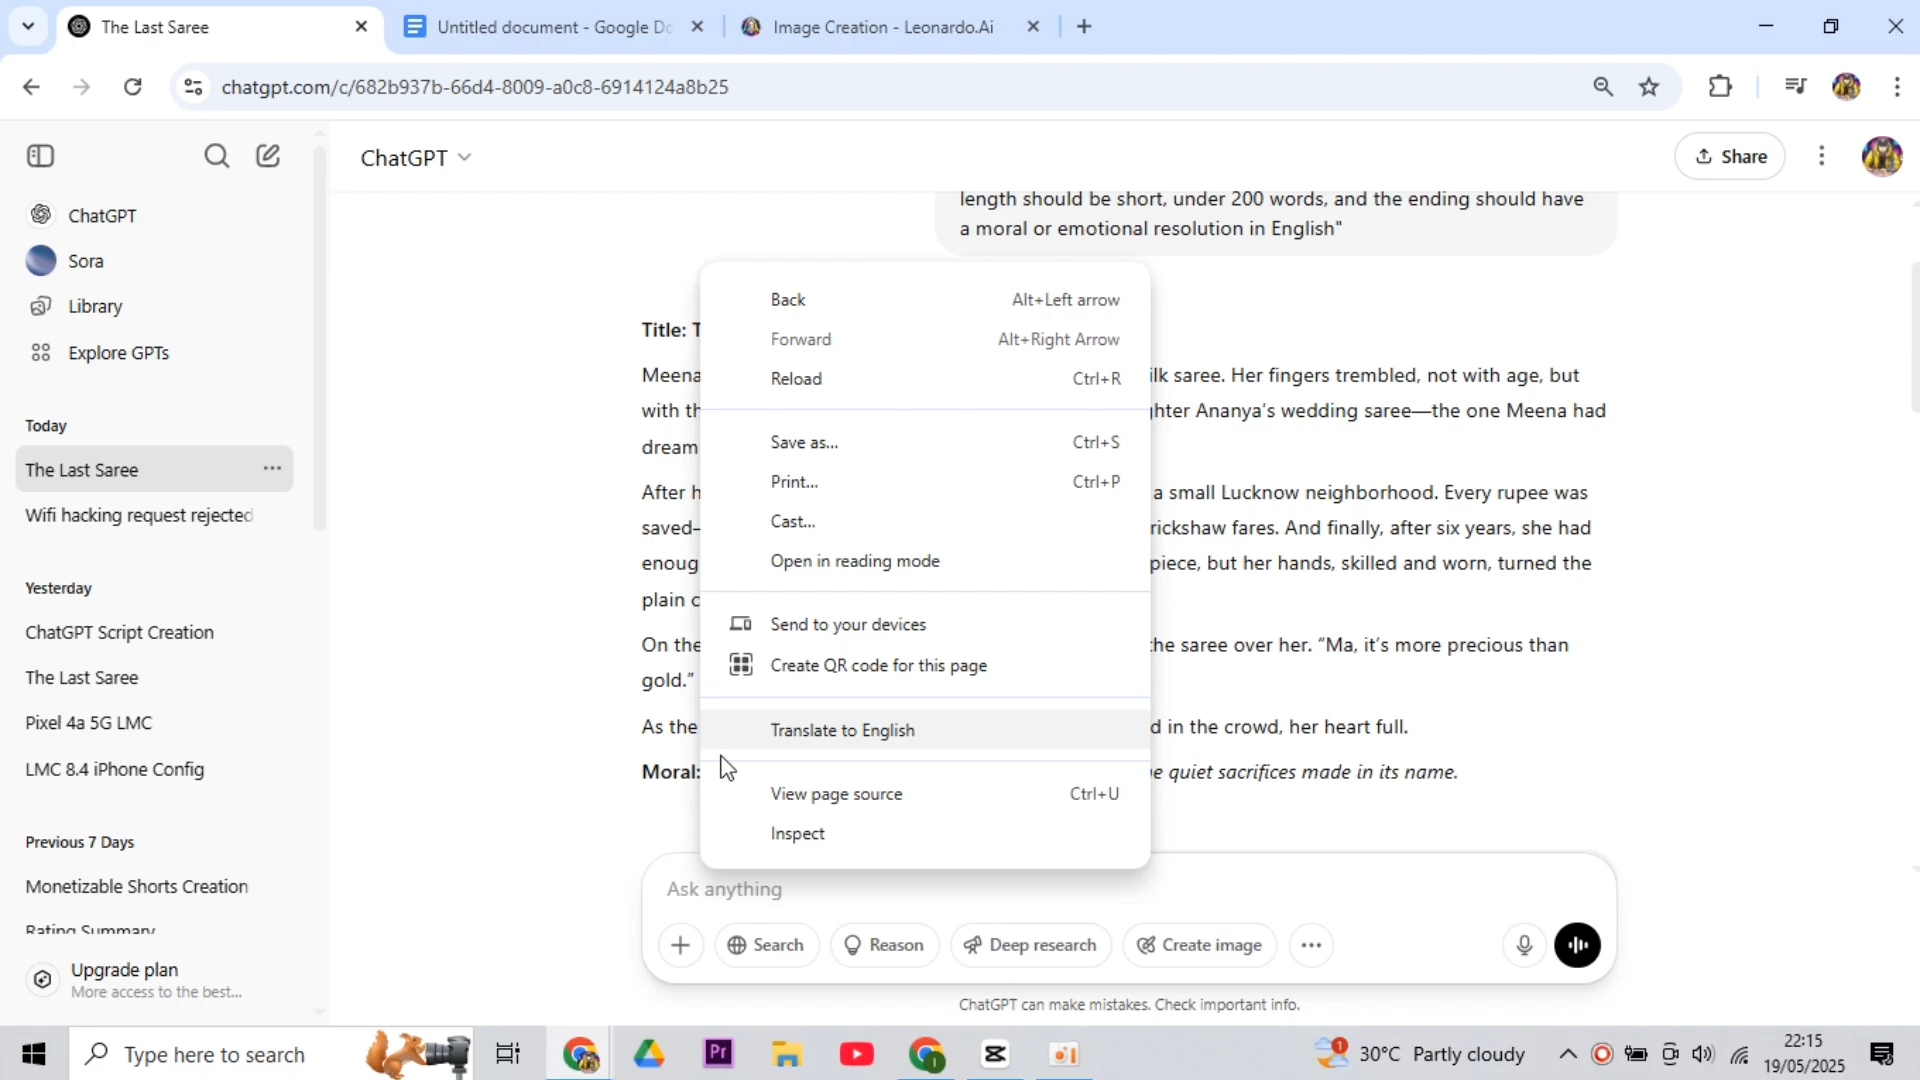 The Last Saree
Untitled document - Google Do
Image Creation - Leonardo.Ai
chatgpt.com/c/682b937b-66d4-8009-a0c8-6914124a8b25
ChatGPT
Share
ChatGPT
Sora
Library
Explore GPTs
Today
The Last Saree
Wifi hacking request rejected
Yesterday
ChatGPT Script Creation
The Last Saree
Pixel 4a 5G LMC
LMC 8.4 iPhone Config
Previous 7 Days
Monetizable Shorts Creation
Rating Summary
Upgrade plan
More access to the best...
length should be short, under 200 words, and the ending should have
a moral or emotional resolution in English"
Title: T
Meena ilk saree. Her fingers trembled, not with age, but
with th hter Ananya's wedding saree—the one Meena had
dream
After h a small Lucknow neighborhood. Every rupee was
saved— rickshaw fares. And finally, after six years, she had
enoug piece, but her hands, skilled and worn, turned the
plain c
On the the saree over her. "Ma, it's more precious than
gold."
As the d in the crowd, her heart full.
Moral: e quiet sacrifices made in its name.
Back Alt+Left arrow
Forward Alt+Right Arrow
Reload Ctrl+R
Save as... Ctrl+S
Print... Ctrl+P
Cast...
Open in reading mode
Send to your devices
Create QR code for this page
Translate to English
View page source Ctrl+U
Inspect
Ask anything
Search
Reason
Deep research
Create image
ChatGPT can make mistakes. Check important info.
Type here to search
Pr
1
30°C Partly cloudy
22:15
19/05/2025